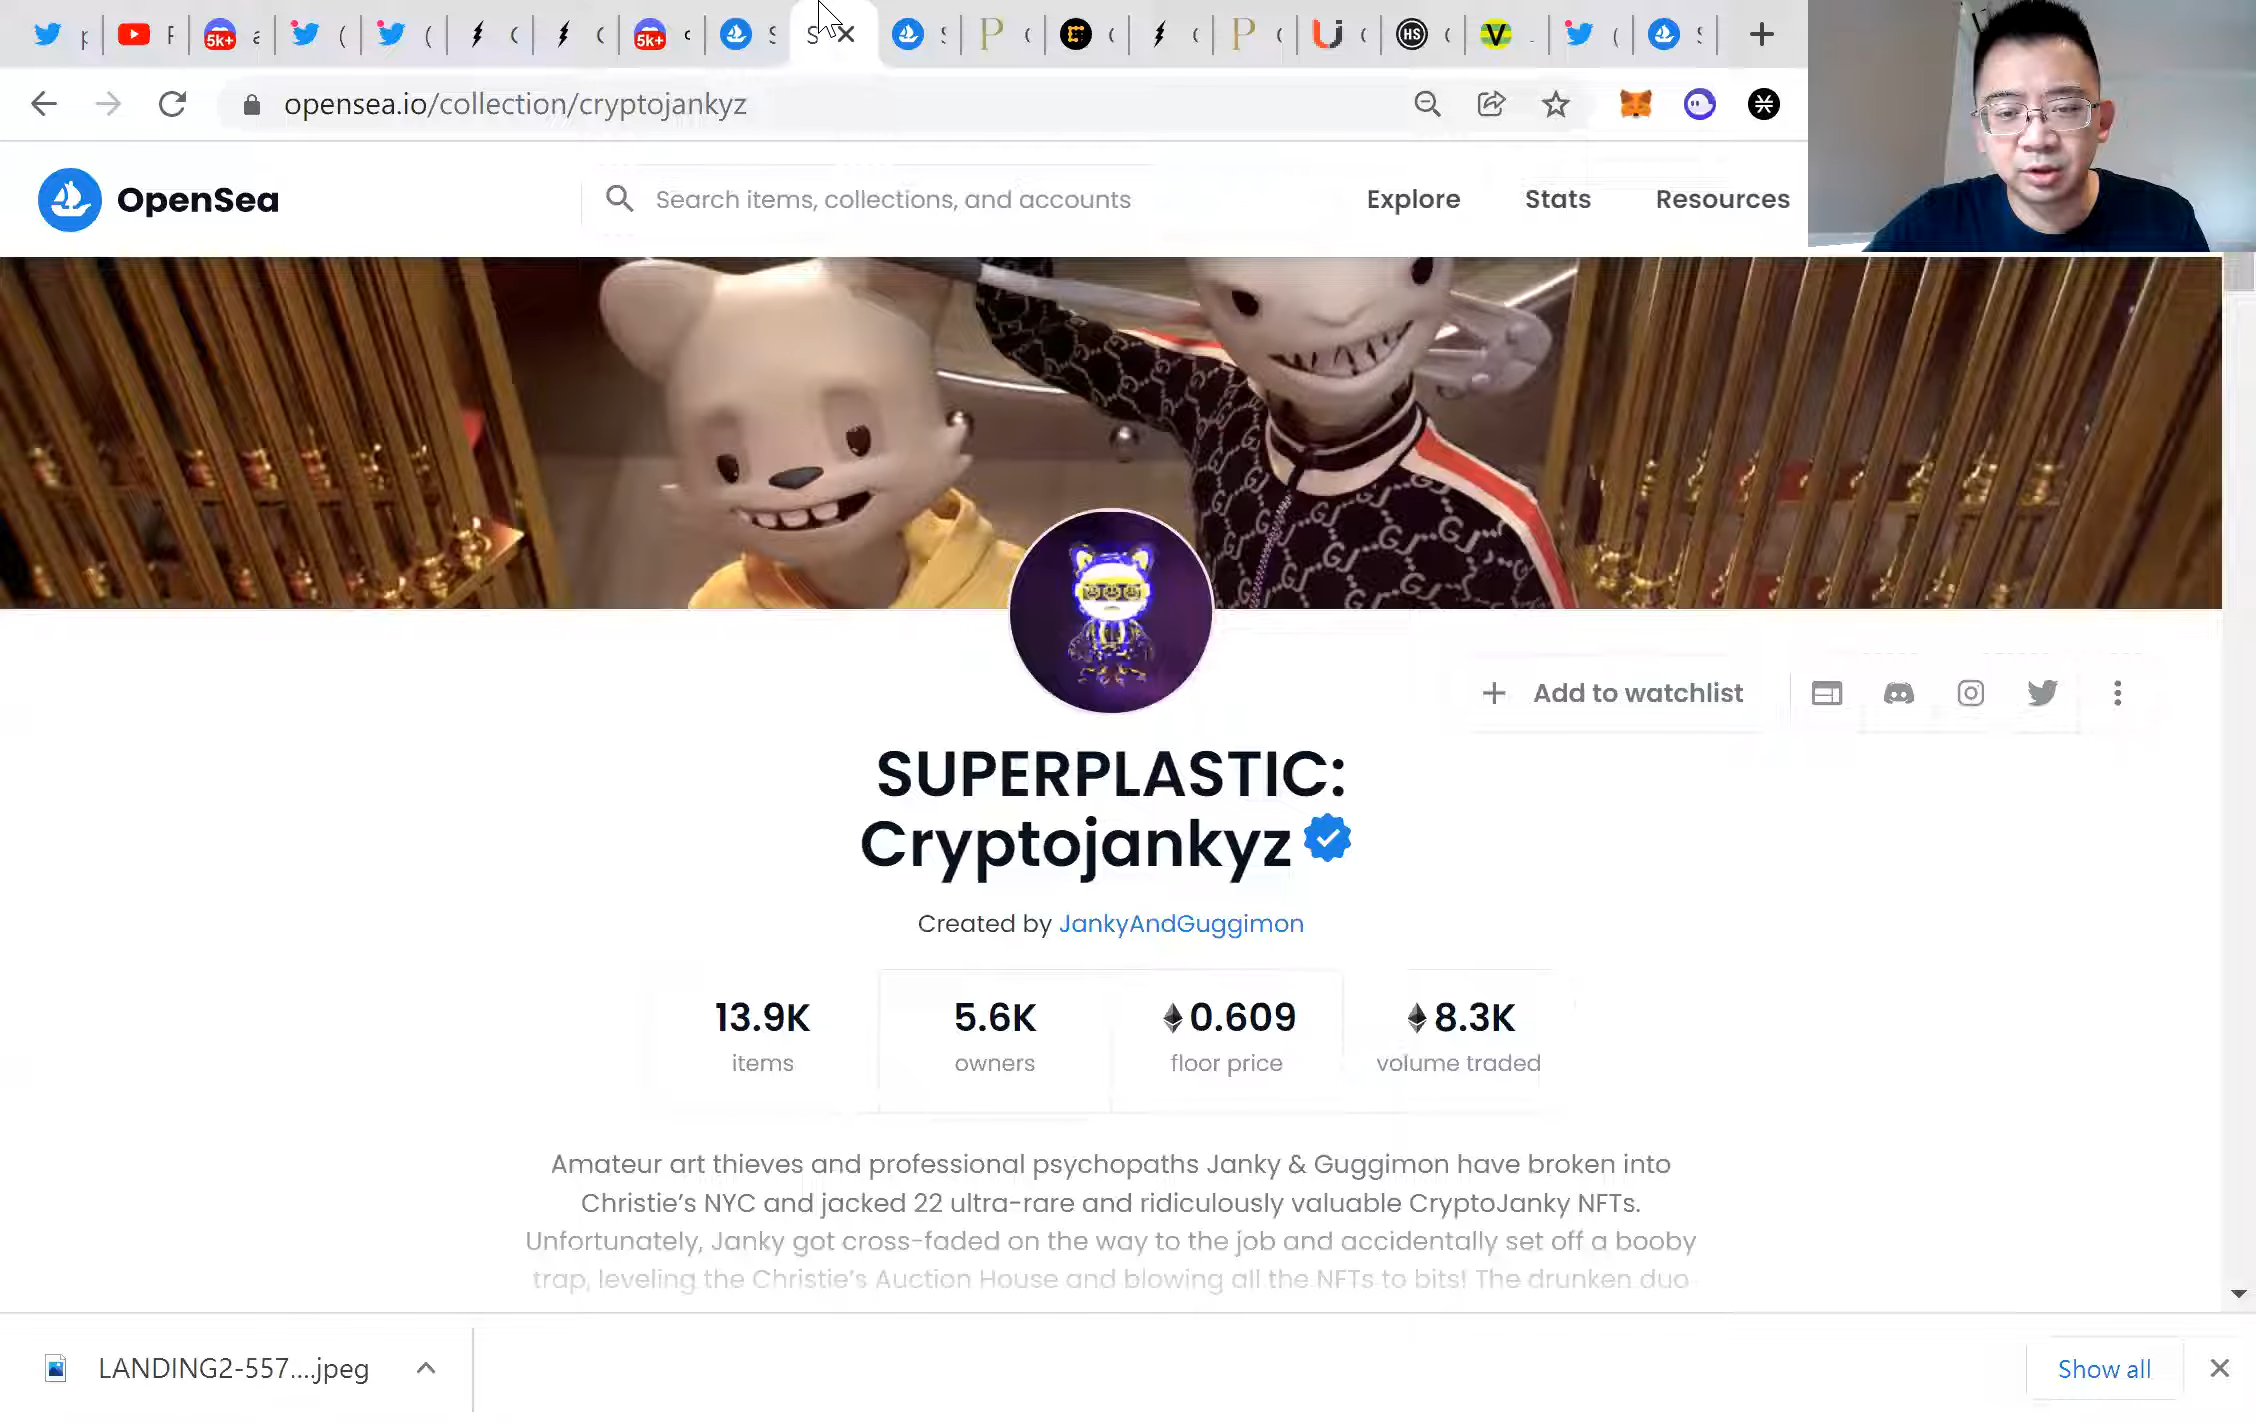 5k+
5k+
HS
V
opensea.io/collection/cryptojankyz
OpenSea
Search items, collections, and accounts
Explore
Stats
Resources
Add to watchlist
SUPERPLASTIC:
Cryptojankyz
Created by JankyAndGuggimon
13.9K
5.6K
0.609
8.3K
items
owners
floor price
volume traded
Amateur art thieves and professional psychopaths Janky & Guggimon have broken into
Christie's NYC and jacked 22 ultra-rare and ridiculously valuable CryptoJanky NFTs.
Unfortunately, Janky got cross-faded on the way to the job and accidentally set off a booby
trap, leveling the Christie's Auction House and blowing all the NFTs to bits! The drunken duo
LANDING2-557....jpeg
Show all